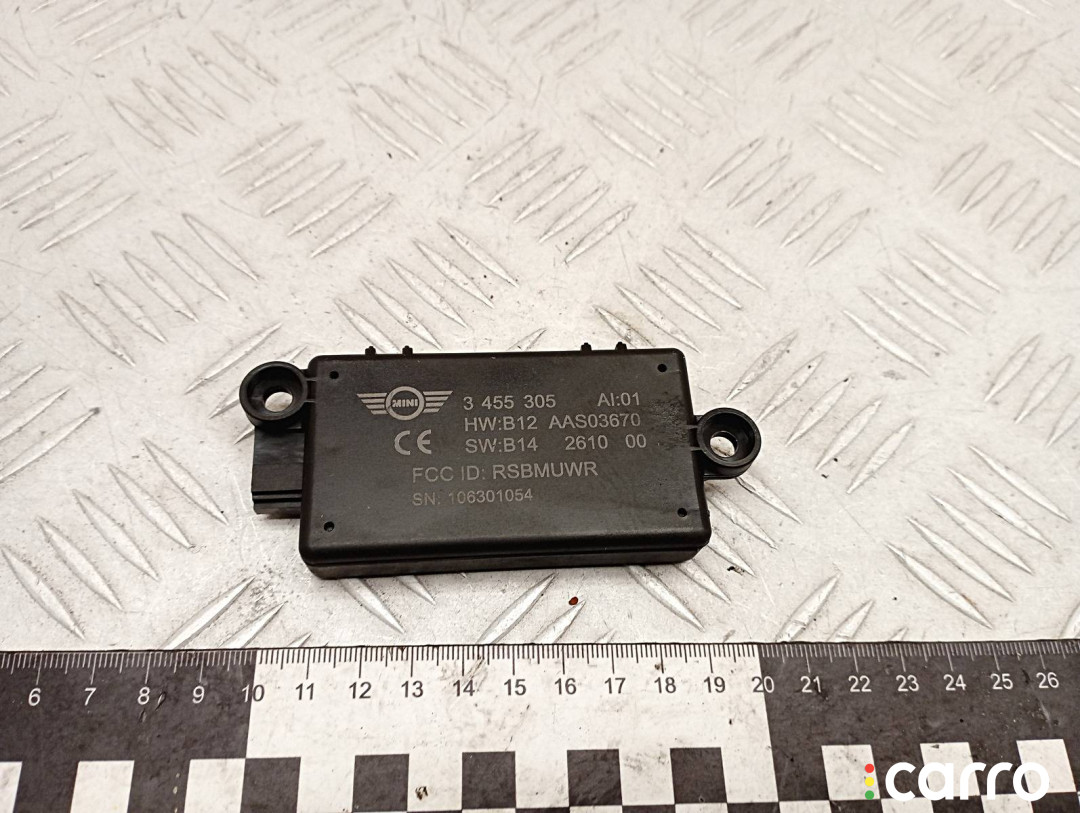 MINI 3 455 305 AI:01
HW:B12 AAS03670
CE SW:B14 2610 00
FCC ID: RSBMUWR
SN: 106301054
6 7 8 9 10 11 12 13 14 15 16 17 18 19 20 21 22 23 24 25 26
carro